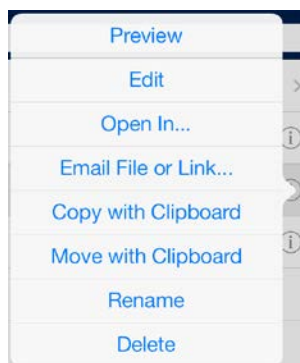 Preview
Edit
Open In...
Email File or Link...
Copy with Clipboard
Move with Clipboard
Rename
Delete